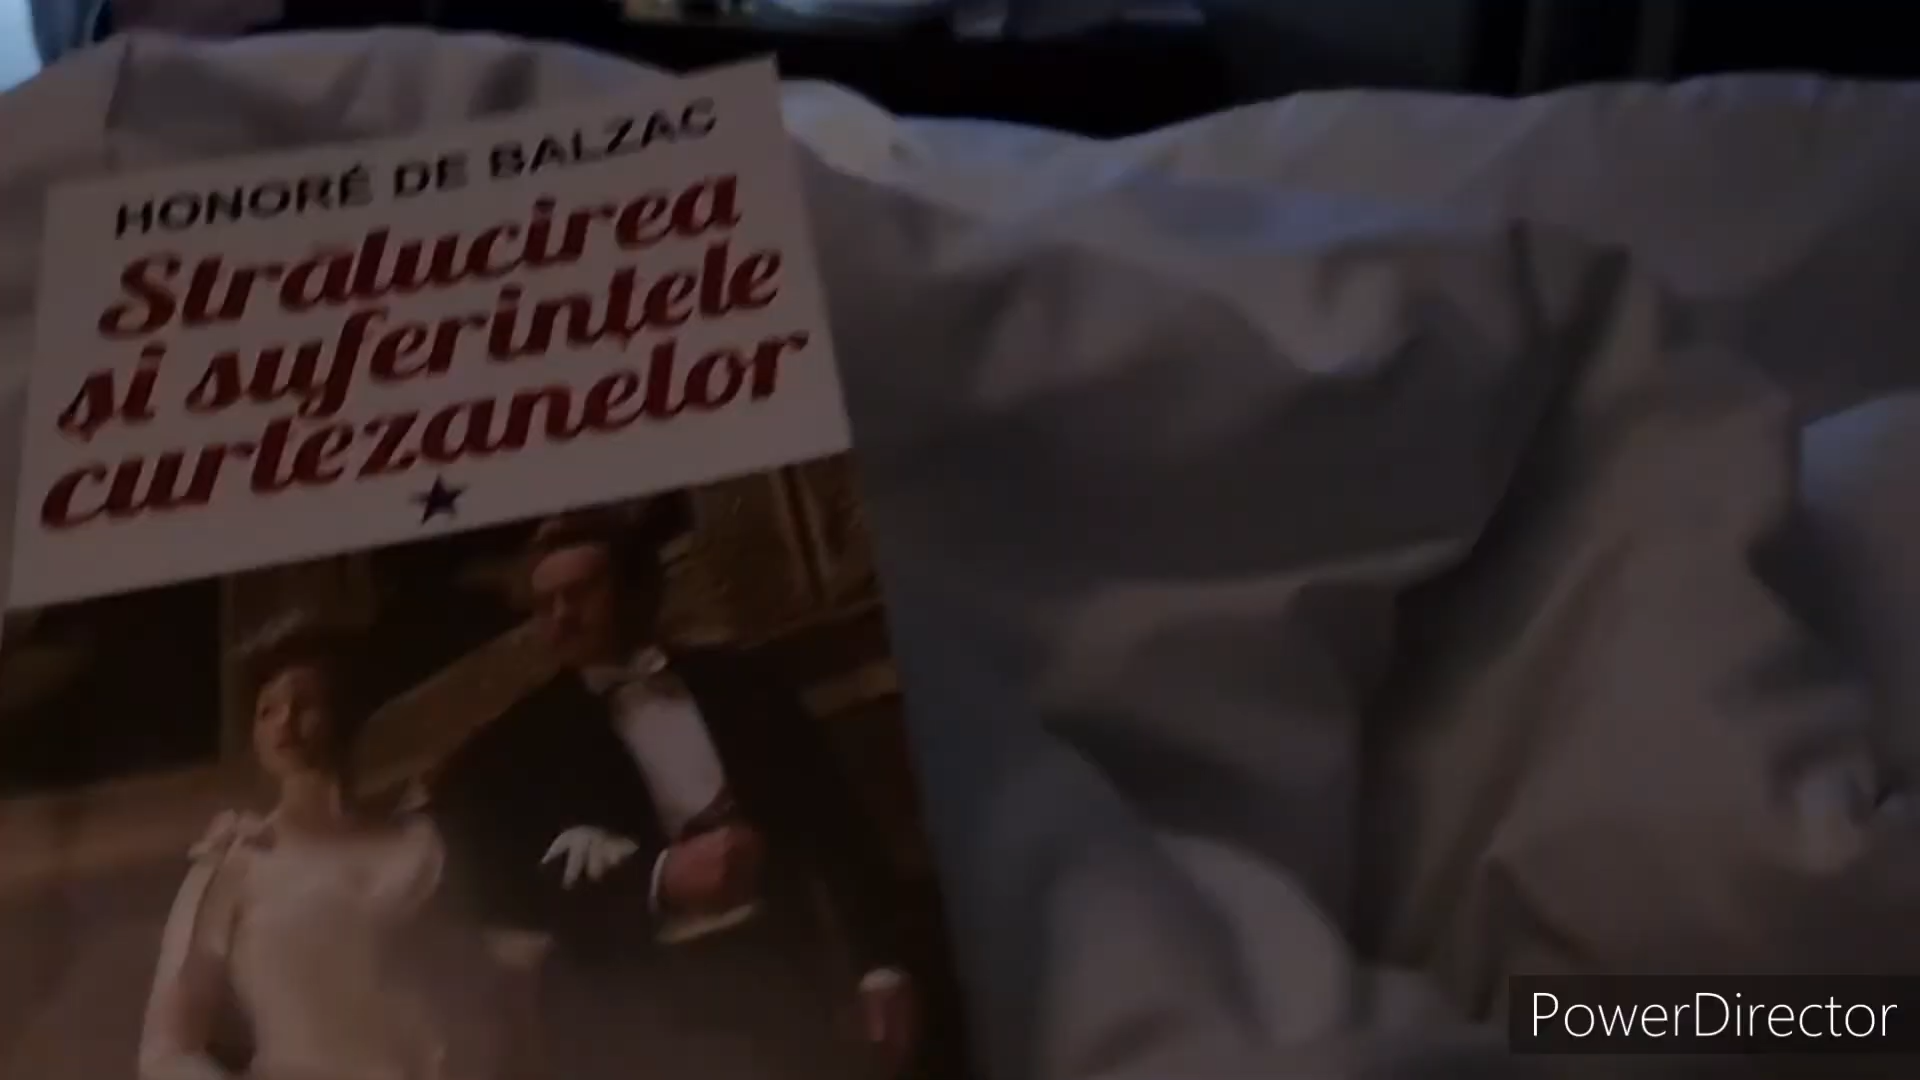 HONORÉ DE BALZAC
Strălucirea
și suferințele
curtezanelor
PowerDirector